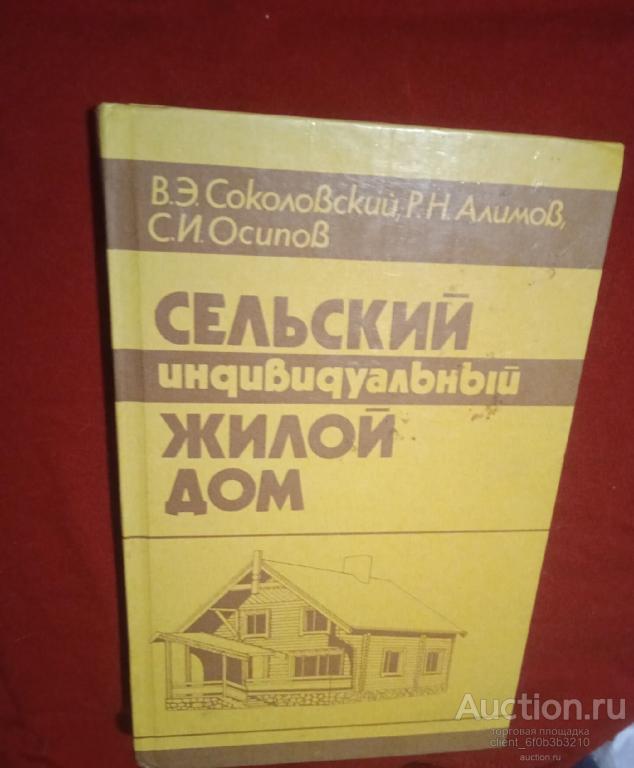 В.Э. Соколовский, Р.Н. Алимов,
С.И. Осипов
СЕЛЬСКИЙ
индивидуальный
ЖИЛОЙ
ДОМ
Auction.ru
торговая площадка
client_6f0b3b3210
auction.ru